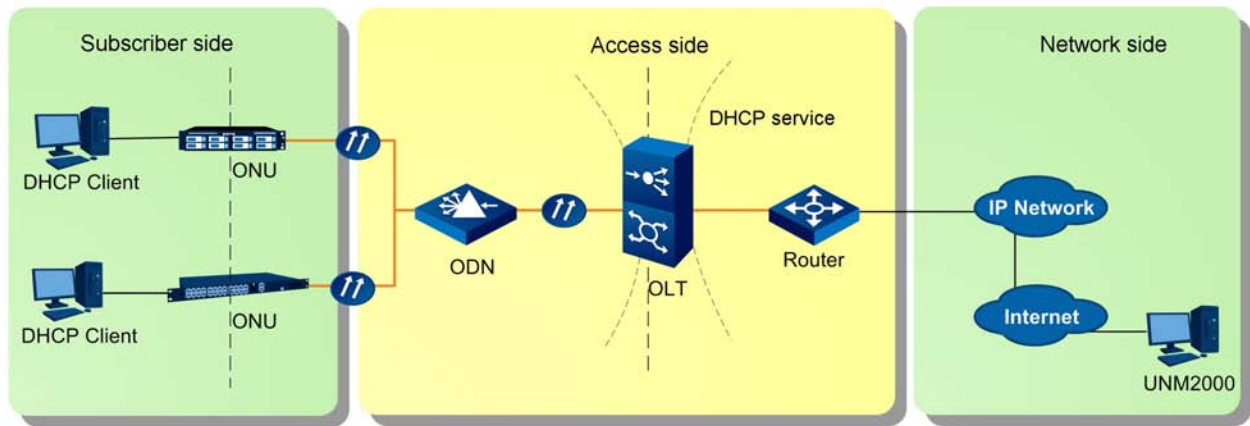 Subscriber side
Access side
Network side
DHCP service
DHCP Client
ONU
IP Network
ODN
Router
OLT
DHCP Client
ONU
Internet
UNM2000